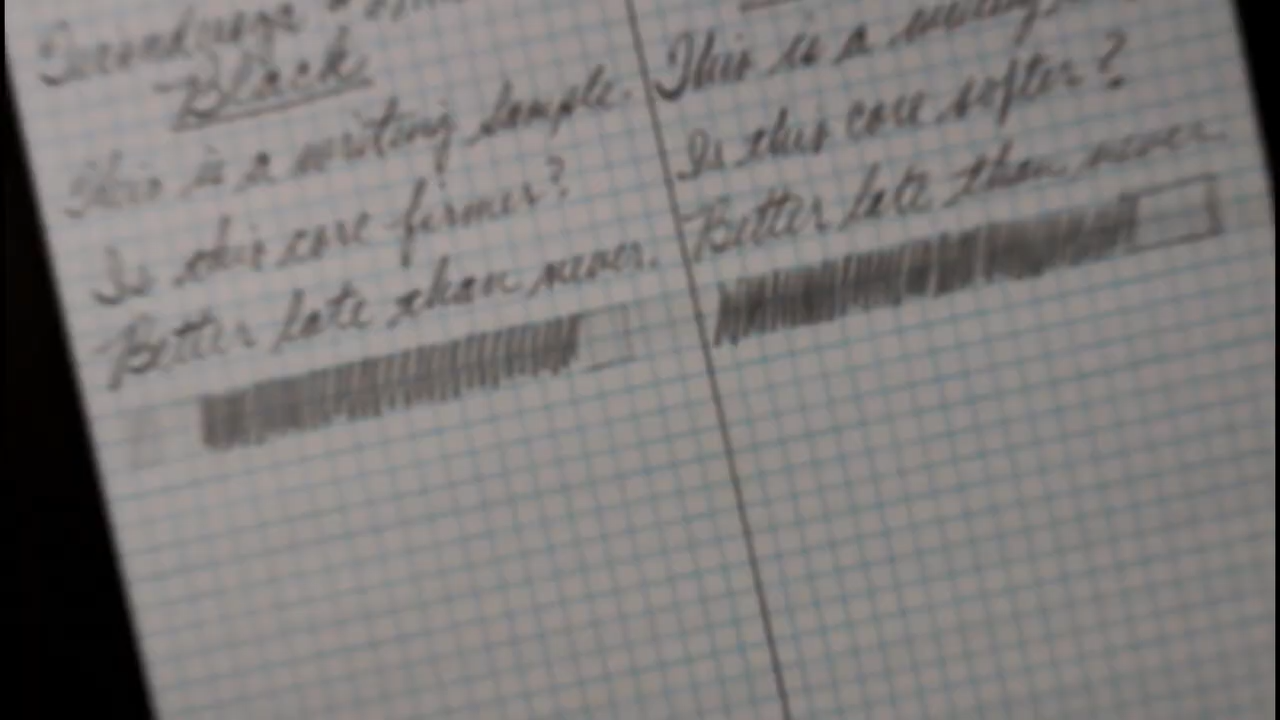 Black
This is a writing sample.
Is this core firmer?
Better late than never.
This is a writing
Is this core softer?
Better late than never